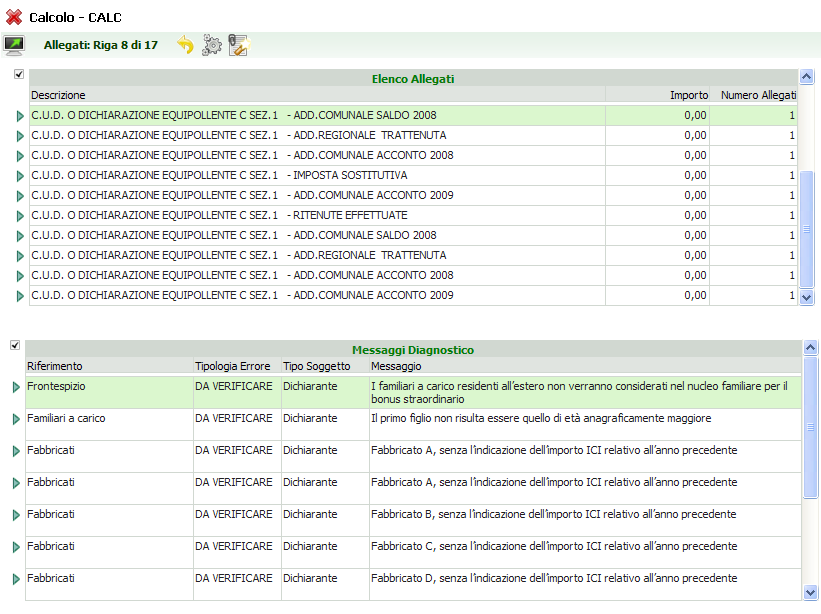 Calcolo - CALC
Allegati: Riga 8 di 17
Elenco Allegati
Descrizione Importo Numero Allegati
C.U.D. O DICHIARAZIONE EQUIPOLLENTE C SEZ.1 - ADD.COMUNALE SALDO 2008 0,00 1
C.U.D. O DICHIARAZIONE EQUIPOLLENTE C SEZ.1 - ADD.REGIONALE TRATTENUTA 0,00 1
C.U.D. O DICHIARAZIONE EQUIPOLLENTE C SEZ.1 - ADD.COMUNALE ACCONTO 2008 0,00 1
C.U.D. O DICHIARAZIONE EQUIPOLLENTE C SEZ.1 - IMPOSTA SOSTITUTIVA 0,00 1
C.U.D. O DICHIARAZIONE EQUIPOLLENTE C SEZ.1 - ADD.COMUNALE ACCONTO 2009 0,00 1
C.U.D. O DICHIARAZIONE EQUIPOLLENTE C SEZ.1 - RITENUTE EFFETTUATE 0,00 1
C.U.D. O DICHIARAZIONE EQUIPOLLENTE C SEZ.1 - ADD.COMUNALE SALDO 2008 0,00 1
C.U.D. O DICHIARAZIONE EQUIPOLLENTE C SEZ.1 - ADD.REGIONALE TRATTENUTA 0,00 1
C.U.D. O DICHIARAZIONE EQUIPOLLENTE C SEZ.1 - ADD.COMUNALE ACCONTO 2008 0,00 1
C.U.D. O DICHIARAZIONE EQUIPOLLENTE C SEZ.1 - ADD.COMUNALE ACCONTO 2009 0,00 1
Messaggi Diagnostico
Riferimento Tipologia Errore Tipo Soggetto Messaggio
Frontespizio DA VERIFICARE Dichiarante I familiari a carico residenti all'estero non verranno considerati nel nucleo familiare per il
bonus straordinario
Familiari a carico DA VERIFICARE Dichiarante Il primo figlio non risulta essere quello di età anagraficamente maggiore
Fabbricati DA VERIFICARE Dichiarante Fabbricato A, senza l'indicazione dell'importo ICI relativo all'anno precedente
Fabbricati DA VERIFICARE Dichiarante Fabbricato A, senza l'indicazione dell'importo ICI relativo all'anno precedente
Fabbricati DA VERIFICARE Dichiarante Fabbricato B, senza l'indicazione dell'importo ICI relativo all'anno precedente
Fabbricati DA VERIFICARE Dichiarante Fabbricato C, senza l'indicazione dell'importo ICI relativo all'anno precedente
Fabbricati DA VERIFICARE Dichiarante Fabbricato D, senza l'indicazione dell'importo ICI relativo all'anno precedente